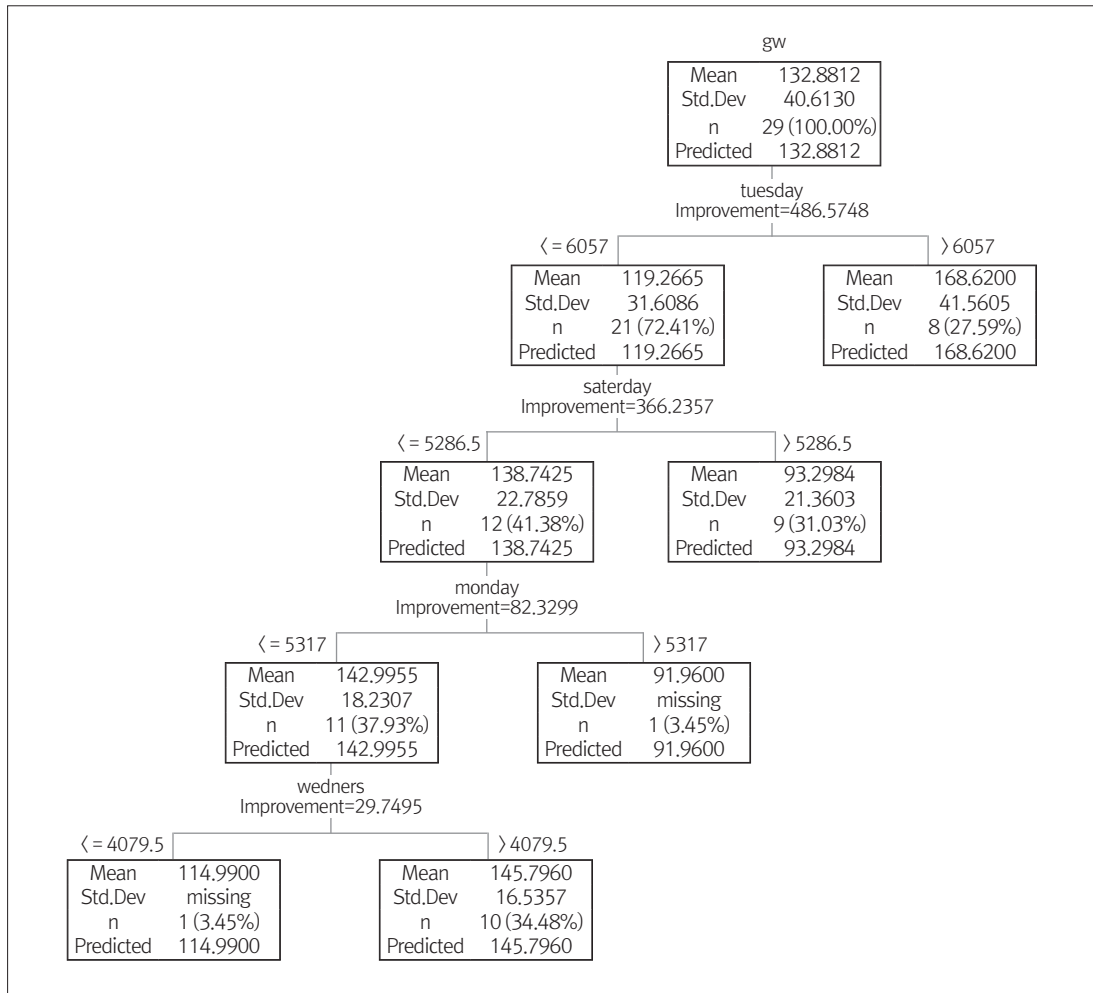 gw
Mean 132.8812
Std.Dev 40.6130
n 29 (100.00%)
Predicted 132.8812
tuesday
Improvement=486.5748
〈 = 6057
〉6057
Mean 119.2665
Std.Dev 31.6086
n 21 (72.41%)
Predicted 119.2665
Mean 168.6200
Std.Dev 41.5605
n 8 (27.59%)
Predicted 168.6200
saterday
Improvement=366.2357
〈 = 5286.5
〉5286.5
Mean 138.7425
Std.Dev 22.7859
n 12 (41.38%)
Predicted 138.7425
Mean 93.2984
Std.Dev 21.3603
n 9 (31.03%)
Predicted 93.2984
monday
Improvement=82.3299
〈 = 5317
〉5317
Mean 142.9955
Std.Dev 18.2307
n 11 (37.93%)
Predicted 142.9955
Mean 91.9600
Std.Dev missing
n 1 (3.45%)
Predicted 91.9600
wedners
Improvement=29.7495
〈 = 4079.5
〉4079.5
Mean 114.9900
Std.Dev missing
n 1 (3.45%)
Predicted 114.9900
Mean 145.7960
Std.Dev 16.5357
n 10 (34.48%)
Predicted 145.7960